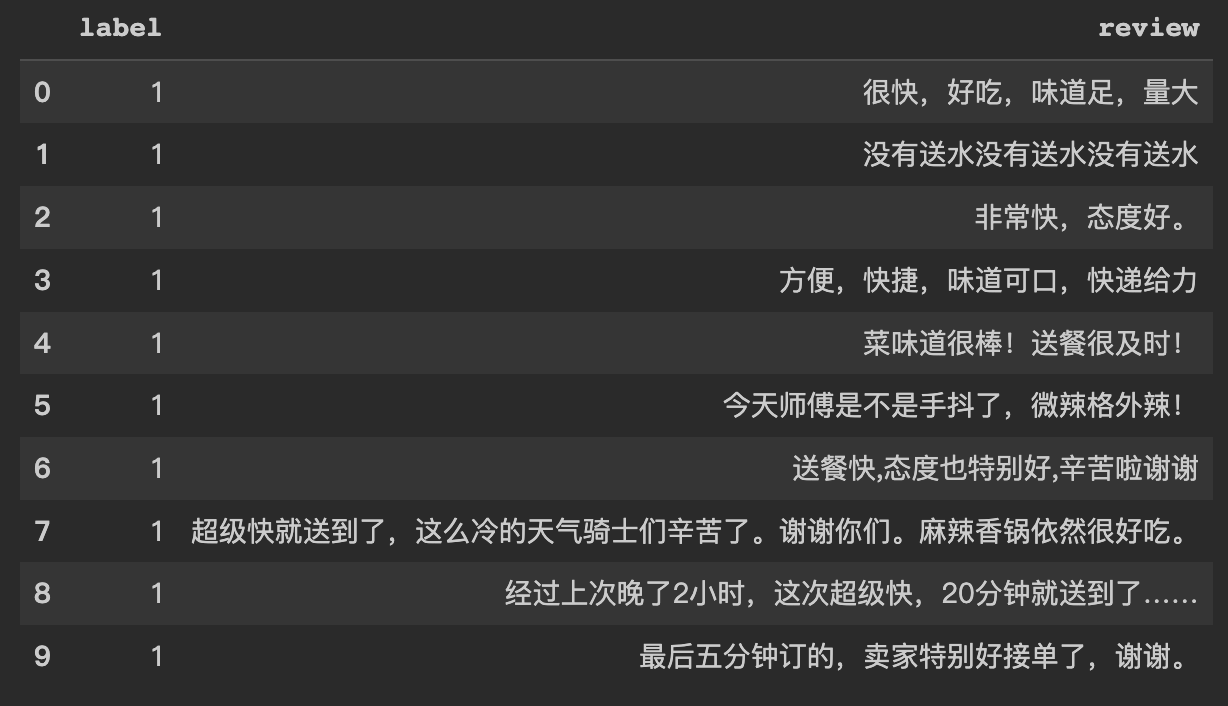 label review
0 1 很快，好吃，味道足，量大
1 1 没有送水没有送水没有送水
2 1 非常快，态度好。
3 1 方便，快捷，味道可口，快递给力
4 1 菜味道很棒！送餐很及时！
5 1 今天师傅是不是手抖了，微辣格外辣！
6 1 送餐快,态度也特别好,辛苦啦谢谢
7 1 超级快就送到了，这么冷的天气骑士们辛苦了。谢谢你们。麻辣香锅依然很好吃。
8 1 经过上次晚了2小时，这次超级快，20分钟就送到了……
9 1 最后五分钟订的，卖家特别好接单了，谢谢。